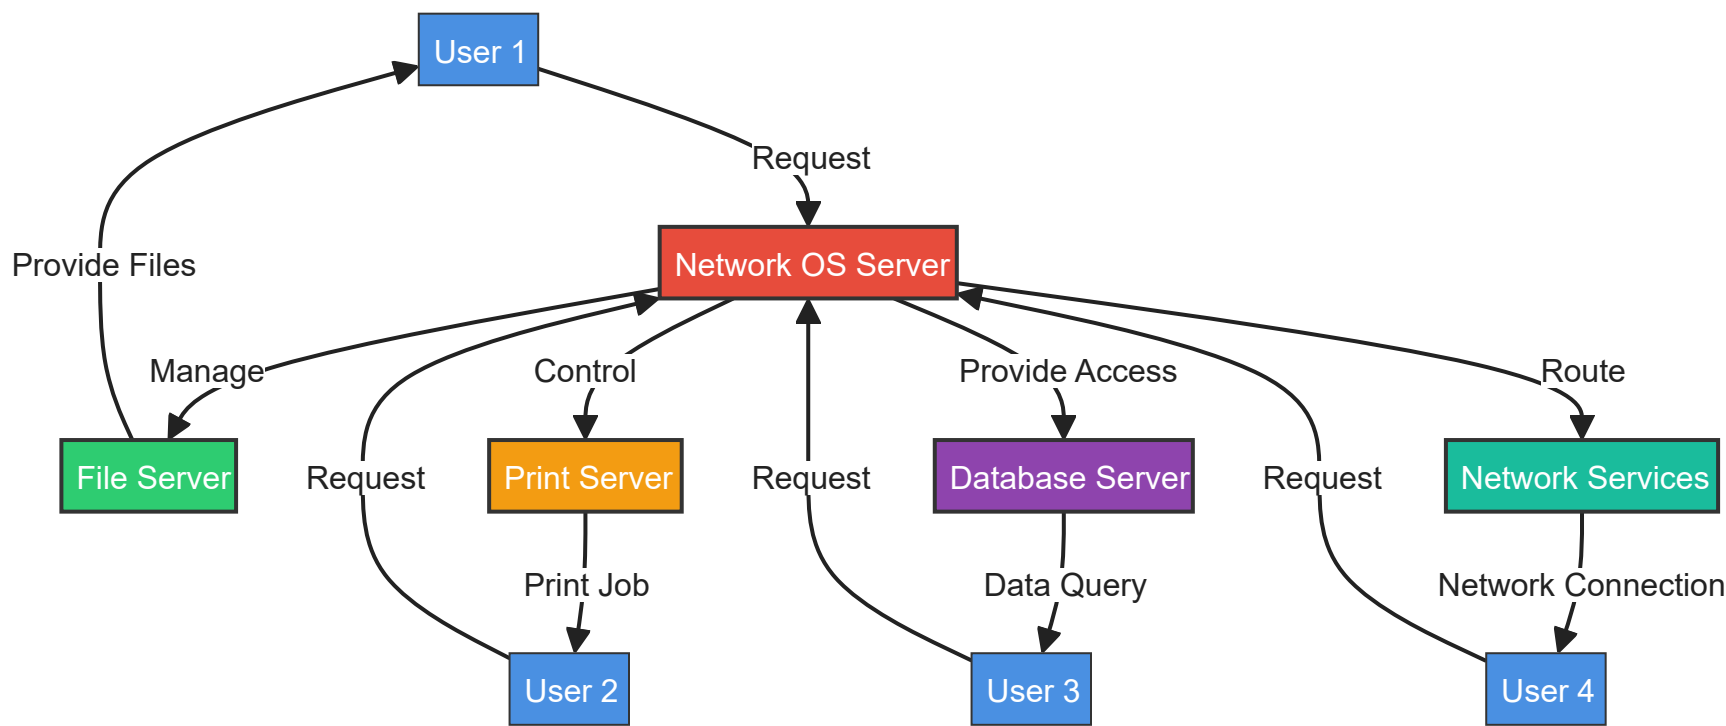 User 1
Request
Network OS Server
Provide Files
Manage
Control
Provide Access
Route
File Server
Request
Print Server
Request
Database Server
Request
Network Services
Print Job
Data Query
Network Connection
User 2
User 3
User 4